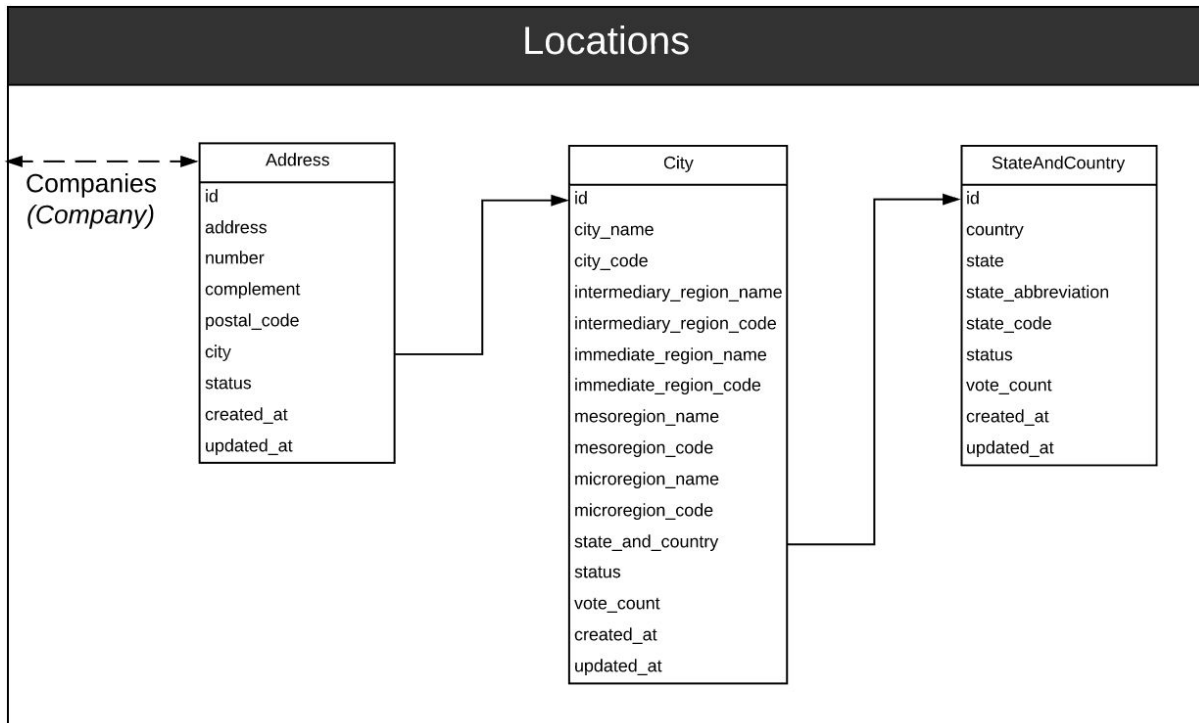 Locations
Companies
(Company)
Address
id
address
number
complement
postal_code
city
status
created_at
updated_at
City
id
city_name
city_code
intermediary_region_name
intermediary_region_code
immediate_region_name
immediate_region_code
mesoregion_name
mesoregion_code
microregion_name
microregion_code
state_and_country
status
vote_count
created_at
updated_at
StateAndCountry
id
country
state
state_abbreviation
state_code
status
vote_count
created_at
updated_at